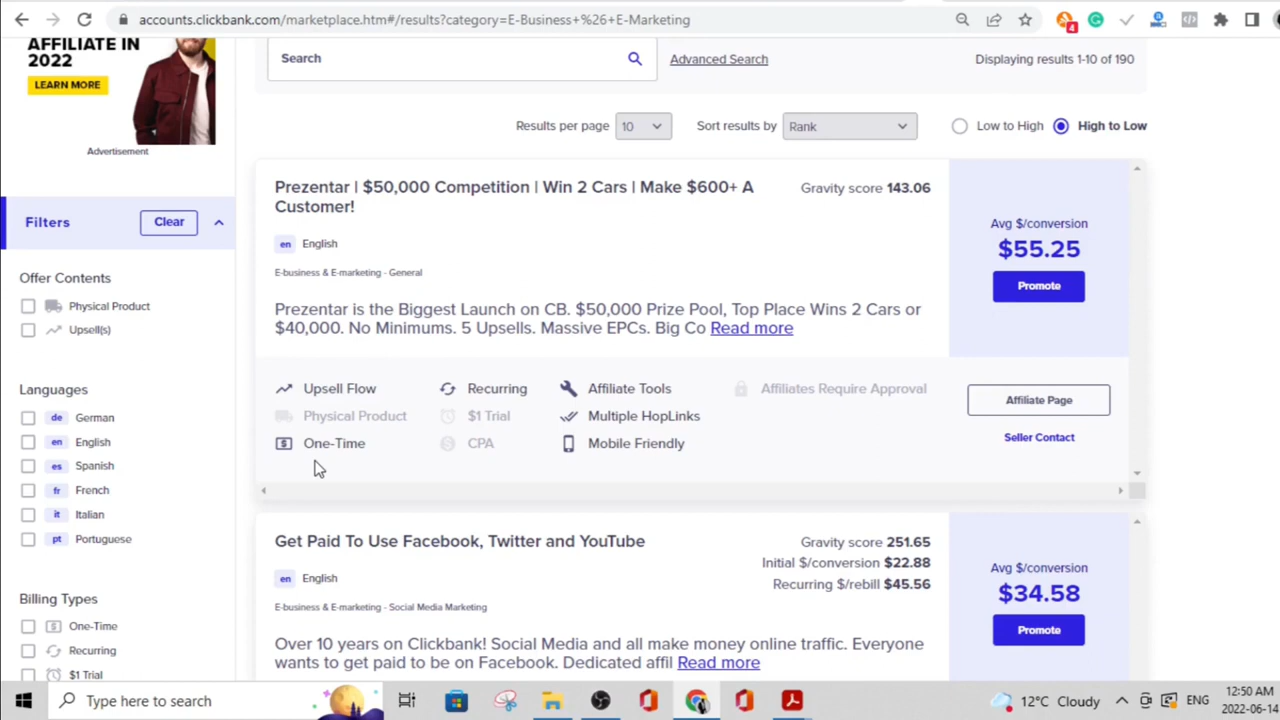 accounts.clickbank.com/marketplace.htm#/results?category=E-Business+%26+E-Marketing
4
AFFILIATE IN
2022
LEARN MORE
Advertisement
Search
Advanced Search
Displaying results 1-10 of 190
Results per page 10
Sort results by Rank
Low to High
High to Low
Filters
Clear
Offer Contents
Physical Product
Upsell(s)
Languages
de German
en English
es Spanish
fr French
it Italian
pt Portuguese
Billing Types
One-Time
Recurring
$1 Trial
Prezentar | $50,000 Competition | Win 2 Cars | Make $600+ A
Customer!
Gravity score 143.06
en English
E-business & E-marketing - General
Prezentar is the Biggest Launch on CB. $50,000 Prize Pool, Top Place Wins 2 Cars or
$40,000. No Minimums. 5 Upsells. Massive EPCs. Big Co Read more
Avg $/conversion
$55.25
Promote
Upsell Flow
Recurring
Affiliate Tools
Affiliates Require Approval
Physical Product
$1 Trial
Multiple HopLinks
One-Time
CPA
Mobile Friendly
Affiliate Page
Seller Contact
Get Paid To Use Facebook, Twitter and YouTube
Gravity score 251.65
Initial $/conversion $22.88
Recurring $/rebill $45.56
en English
E-business & E-marketing - Social Media Marketing
Over 10 years on Clickbank! Social Media and all make money online traffic. Everyone
wants to get paid to be on Facebook. Dedicated affil Read more
Avg $/conversion
$34.58
Promote
Type here to search
12°C Cloudy
ENG
12:50 AM
2022-06-14